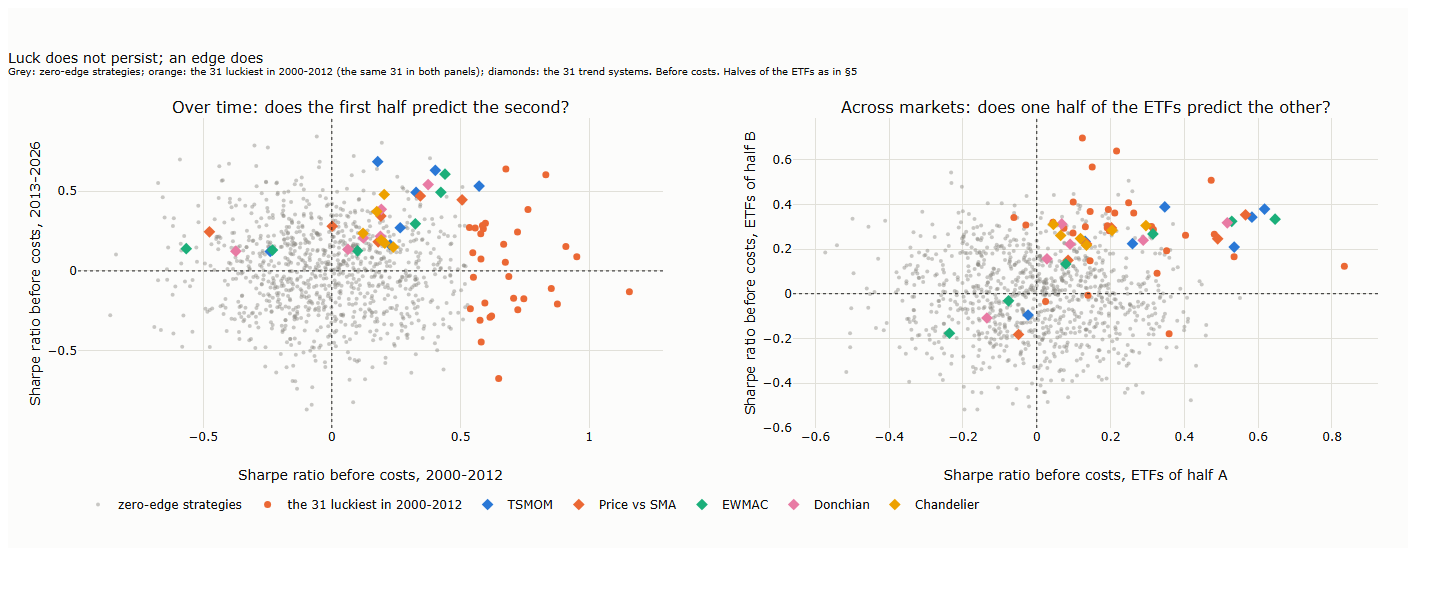 Luck does not persist; an edge does
Grey: zero-edge strategies; orange: the 31 luckiest in 2000-2012 (the same 31 in both panels); diamonds: the 31 trend systems. Before costs. Halves of the ETFs as in §5
Over time: does the first half predict the second?
Sharpe ratio before costs, 2013-2026
0.5
0
−0.5
−0.5
0
0.5
1
Sharpe ratio before costs, 2000-2012
Across markets: does one half of the ETFs predict the other?
Sharpe ratio before costs, ETFs of half B
0.6
0.4
0.2
0
−0.2
−0.4
−0.6
−0.6
−0.4
−0.2
0
0.2
0.4
0.6
0.8
Sharpe ratio before costs, ETFs of half A
zero-edge strategies
the 31 luckiest in 2000-2012
TSMOM
Price vs SMA
EWMAC
Donchian
Chandelier